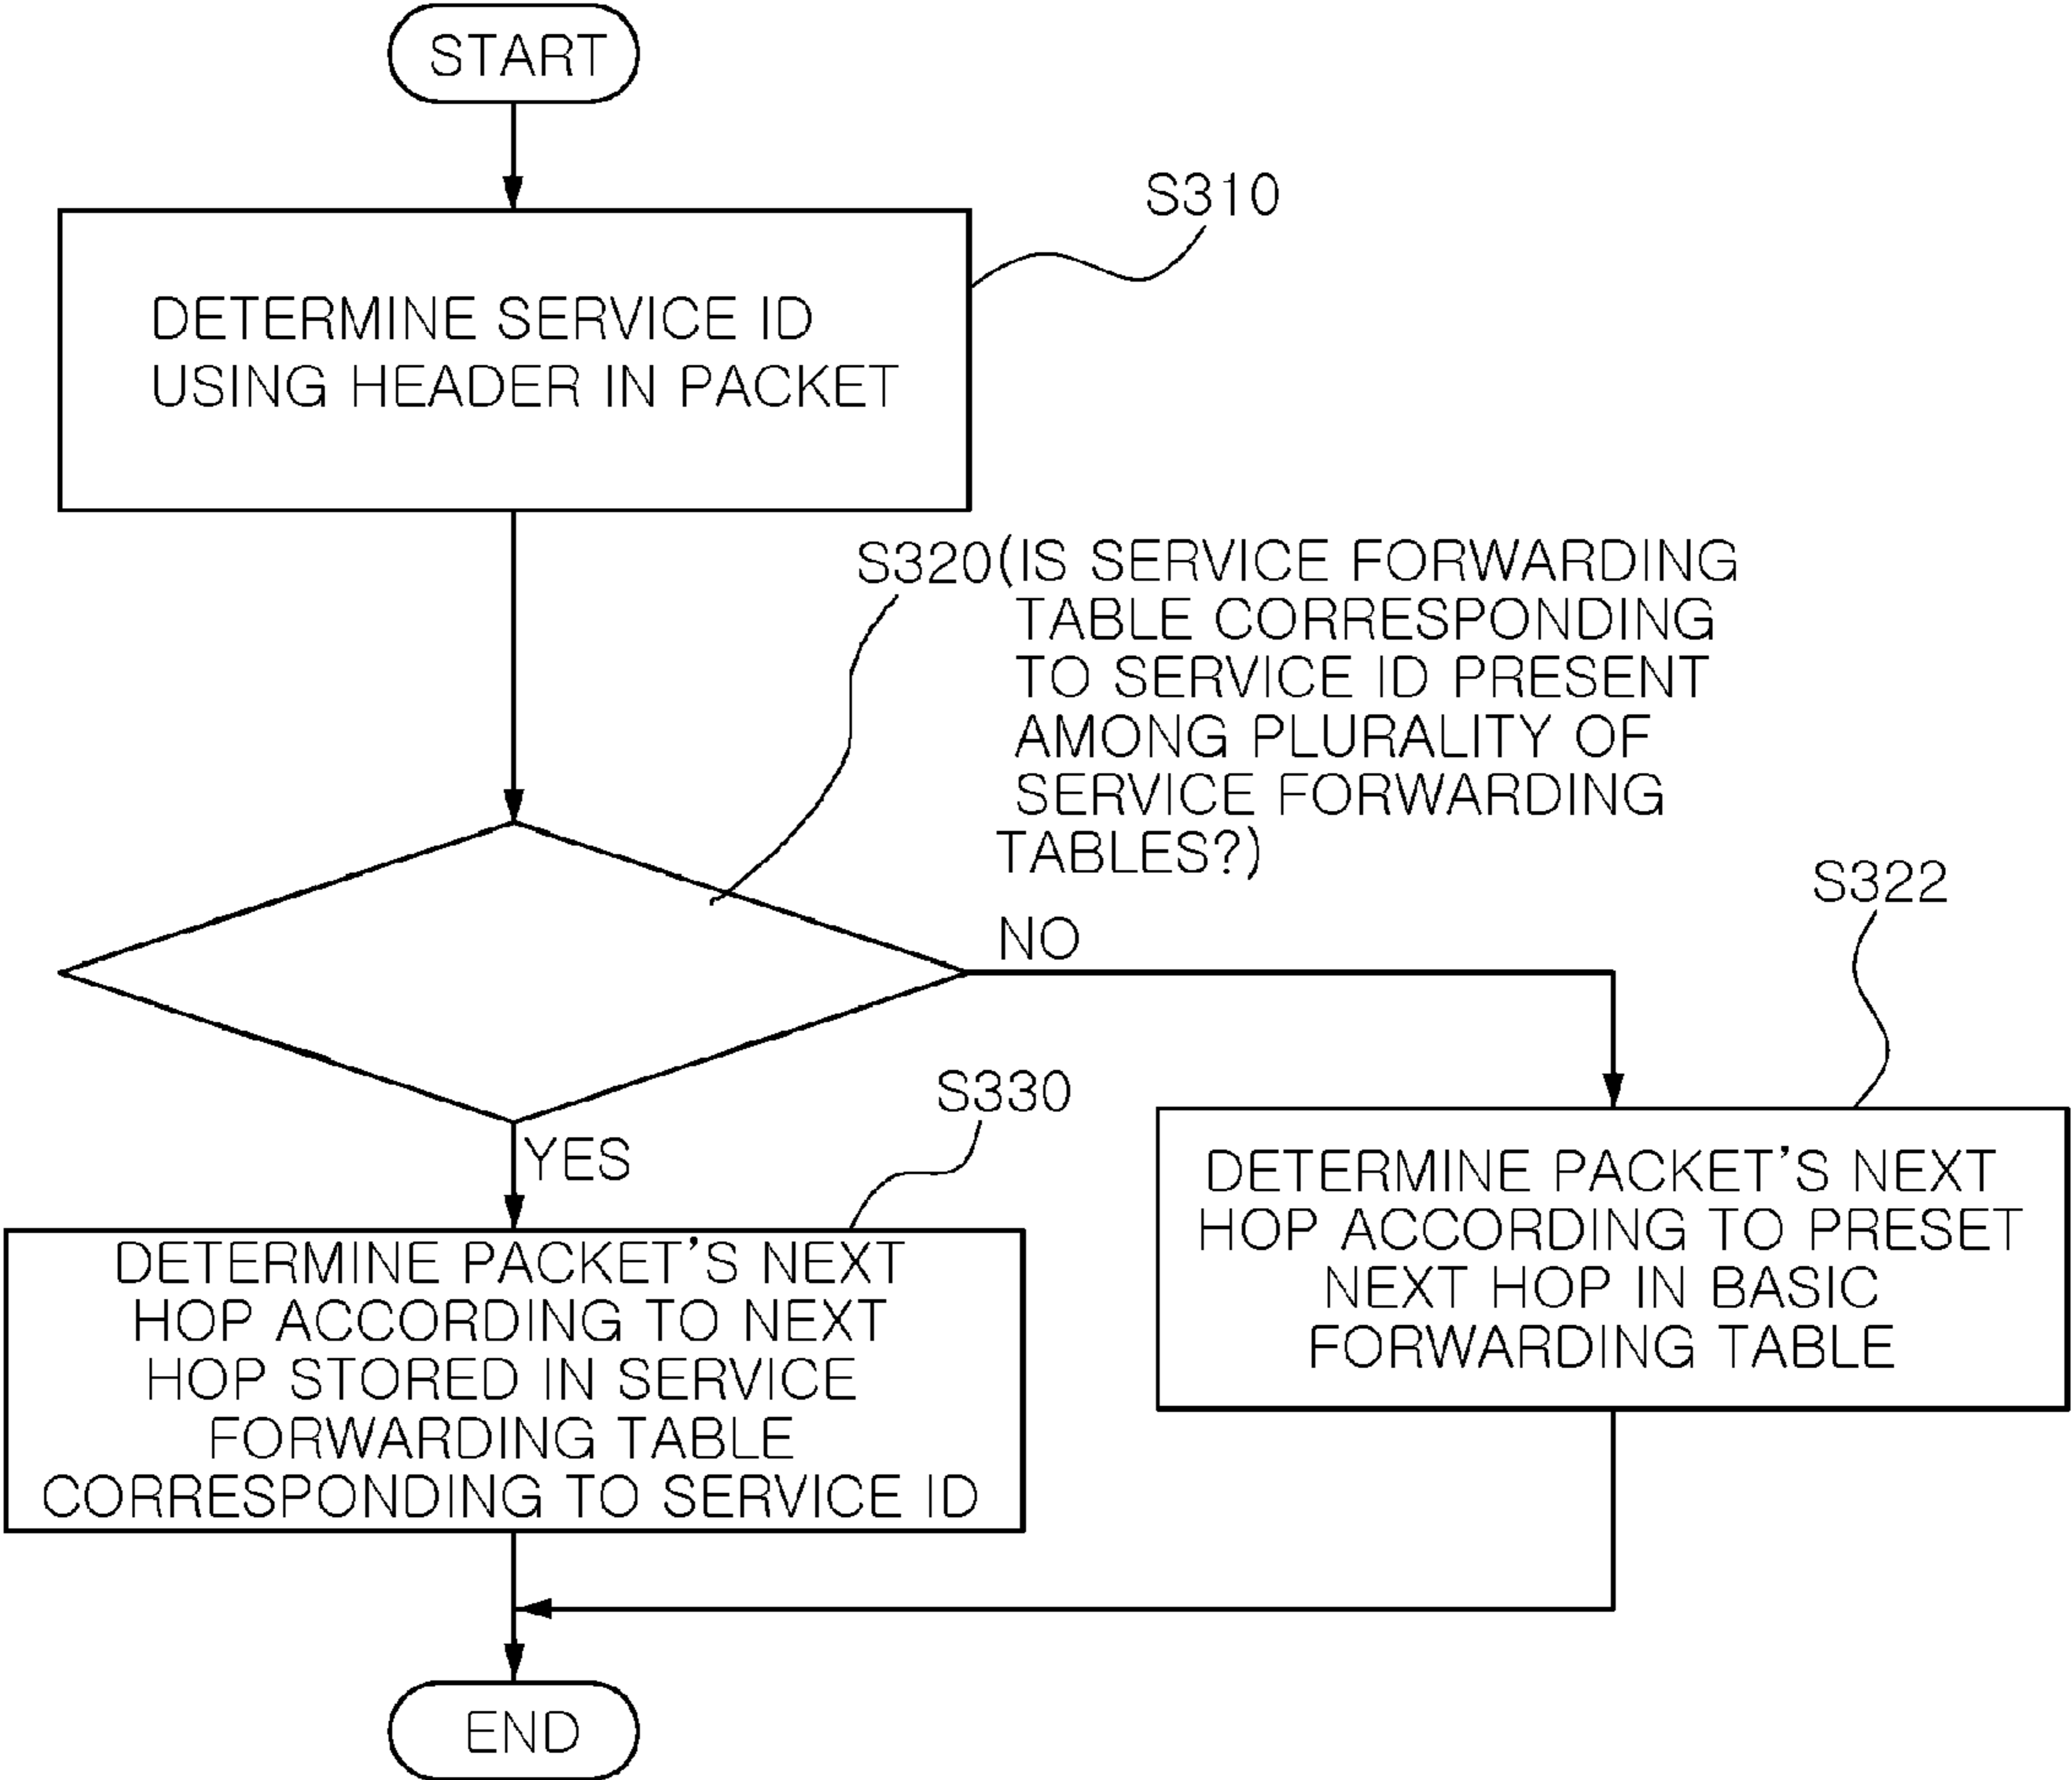 START
S310
DETERMINE SERVICE ID
USING HEADER IN PACKET
S320(IS SERVICE FORWARDING
TABLE CORRESPONDING
TO SERVICE ID PRESENT
AMONG PLURALITY OF
SERVICE FORWARDING
TABLES?)
S322
NO
S330
YES
DETERMINE PACKET'S NEXT
HOP ACCORDING TO PRESET
NEXT HOP IN BASIC
FORWARDING TABLE
DETERMINE PACKET'S NEXT
HOP ACCORDING TO NEXT
HOP STORED IN SERVICE
FORWARDING TABLE
CORRESPONDING TO SERVICE ID
END